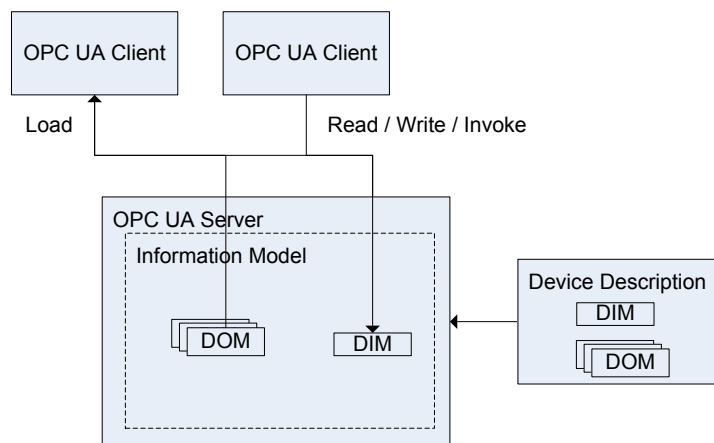 OPC UA Client
OPC UA Client
Load
Read / Write / Invoke
OPC UA Server
Information Model
DOM
DIM
Device Description
DIM
DOM